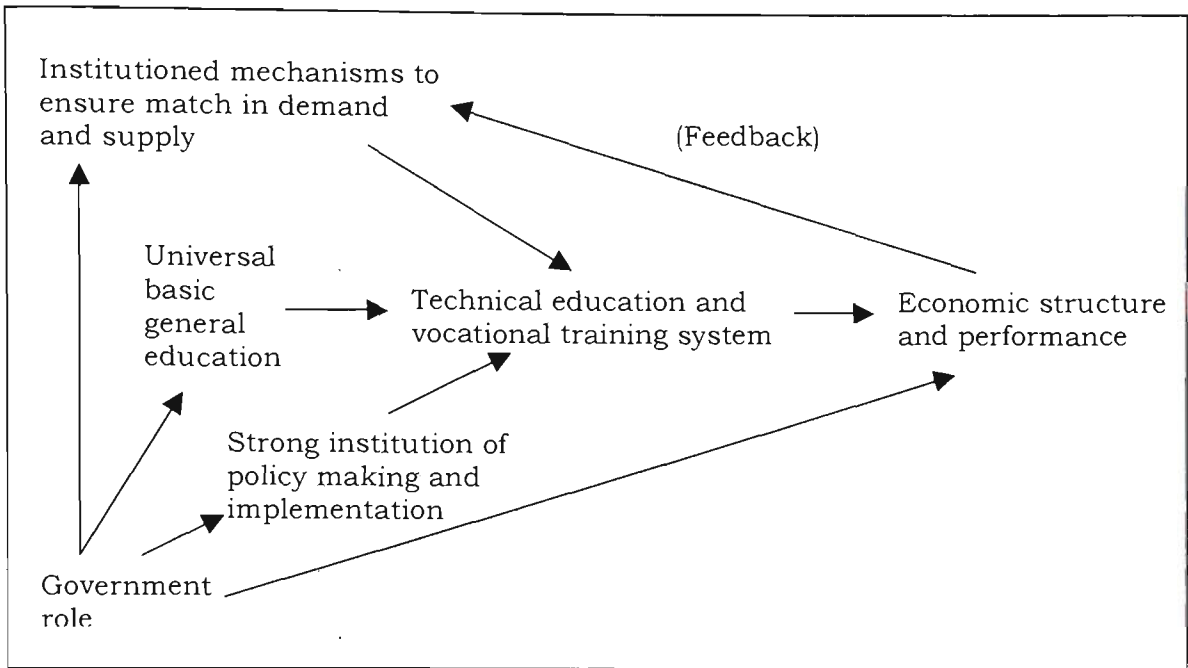 Institutioned mechanisms to
ensure match in demand
and supply
(Feedback)
Universal
basic
general
education
Technical education and
vocational training system
Economic structure
and performance
Strong institution of
policy making and
implementation
Government
role